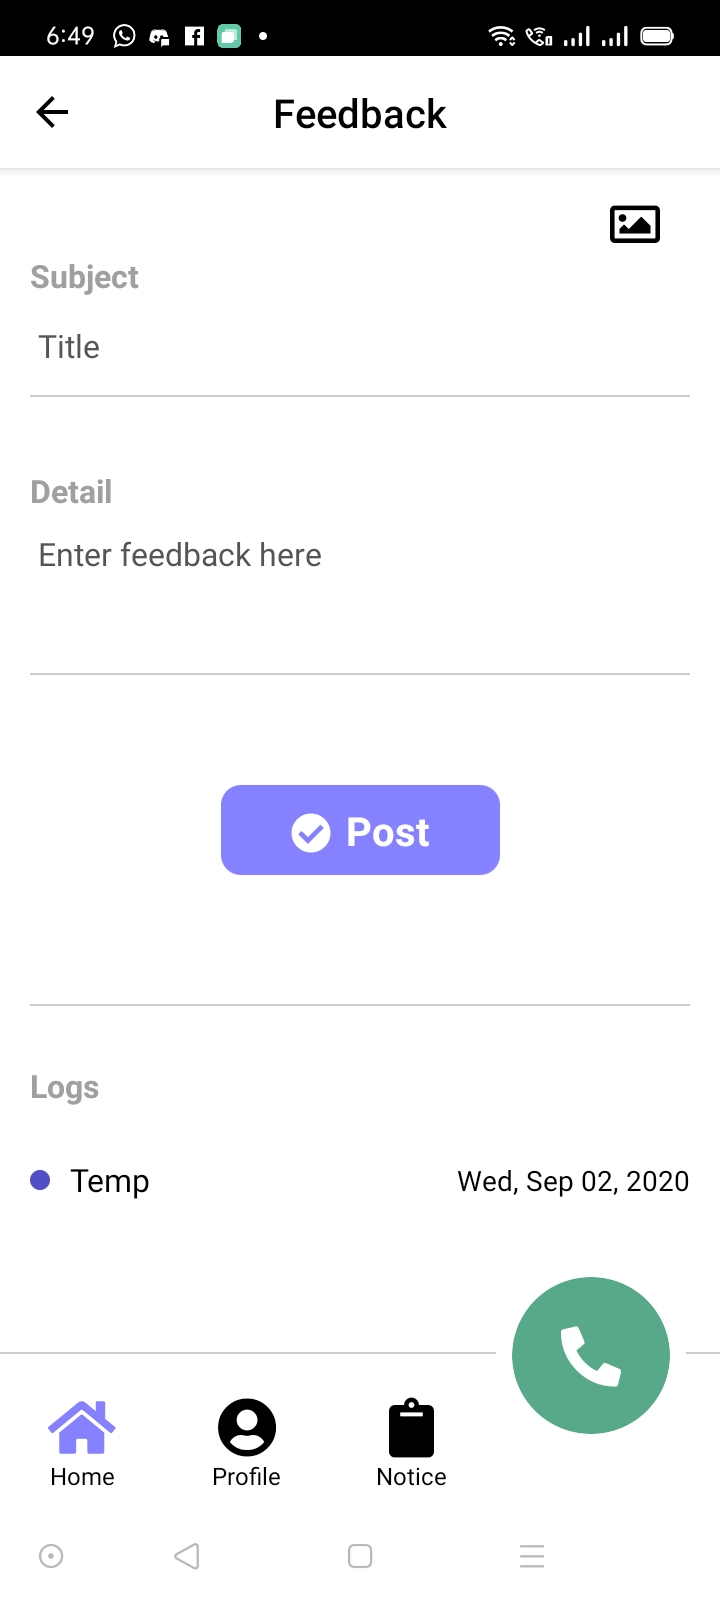 6:49
Feedback
Subject
Title
Detail
Enter feedback here
Post
Logs
Temp Wed, Sep 02, 2020
Home Profile Notice